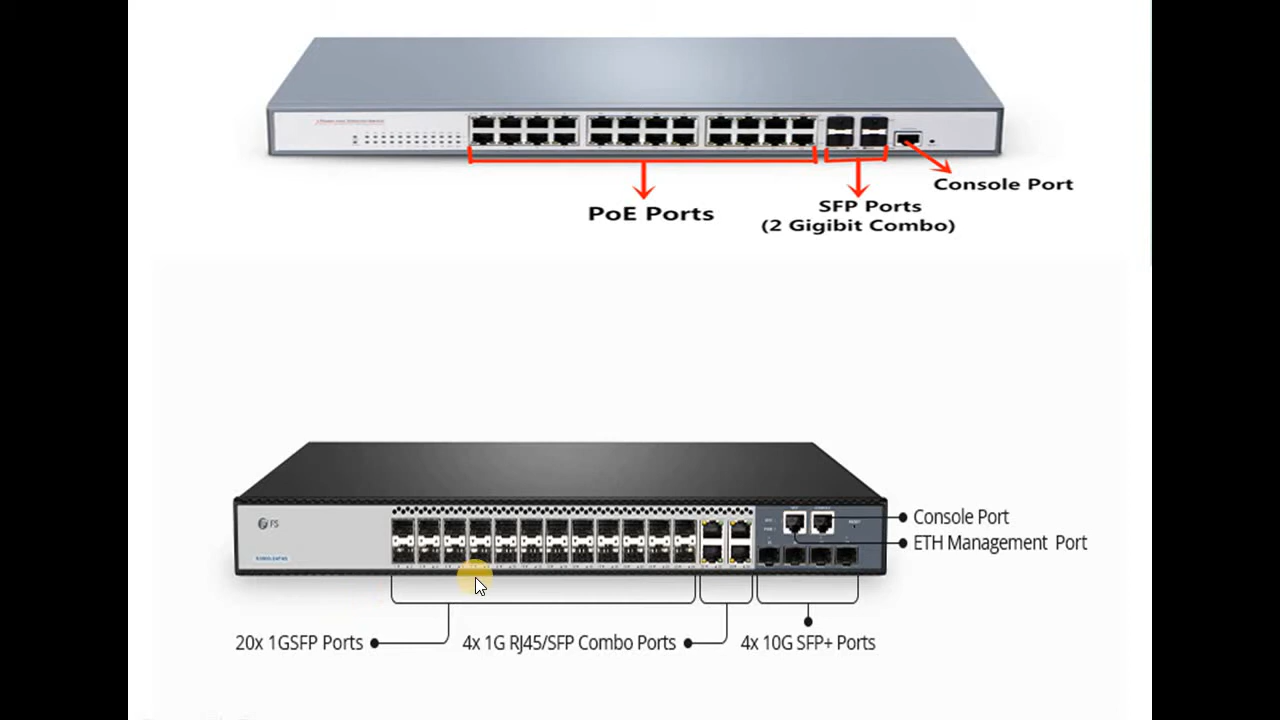 Console Port
PoE Ports
SFP Ports
(2 Gigibit Combo)
FS
Console Port
ETH Management Port
20x 1GSFP Ports
4x 1G RJ45/SFP Combo Ports
4x 10G SFP+ Ports